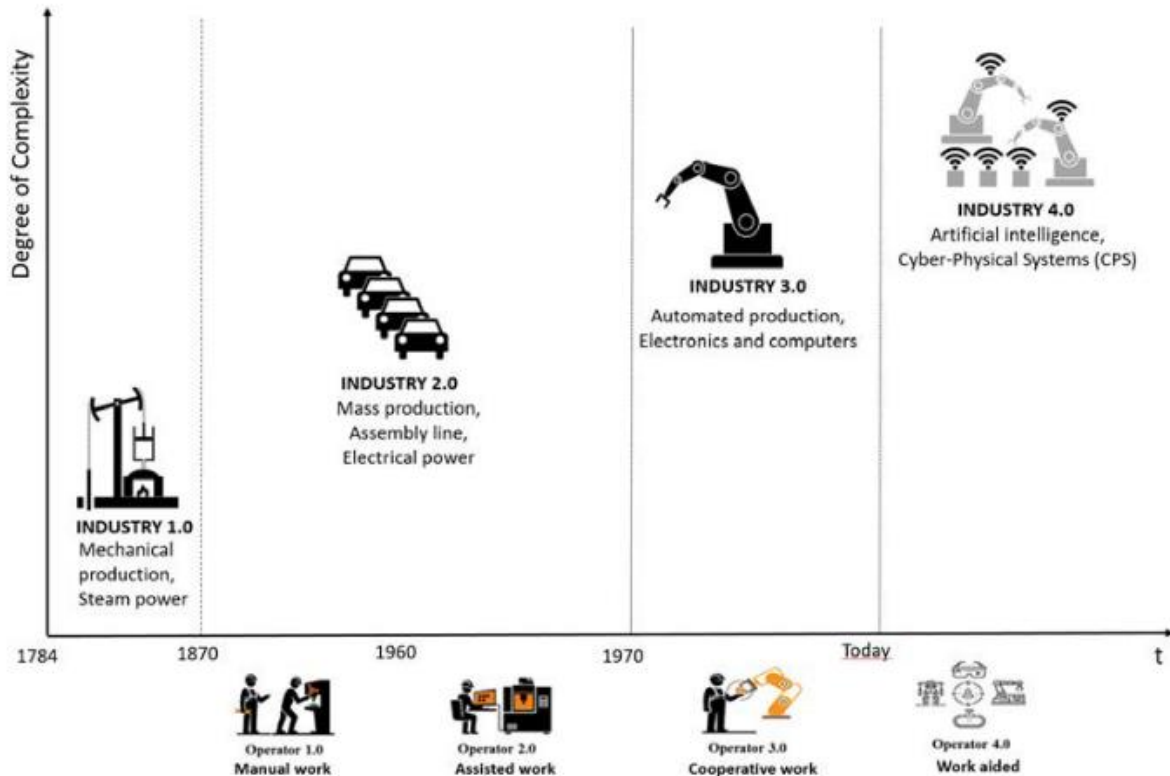 Degree of Complexity
INDUSTRY 4.0
Artificial intelligence,
Cyber-Physical Systems (CPS)
INDUSTRY 3.0
Automated production,
Electronics and computers
INDUSTRY 2.0
Mass production,
Assembly line,
Electrical power
INDUSTRY 1.0
Mechanical
production,
Steam power
1784 1870 1960 1970 Today t
Operator 1.0
Manual work
Operator 2.0
Assisted work
Operator 3.0
Cooperative work
Operator 4.0
Work aided